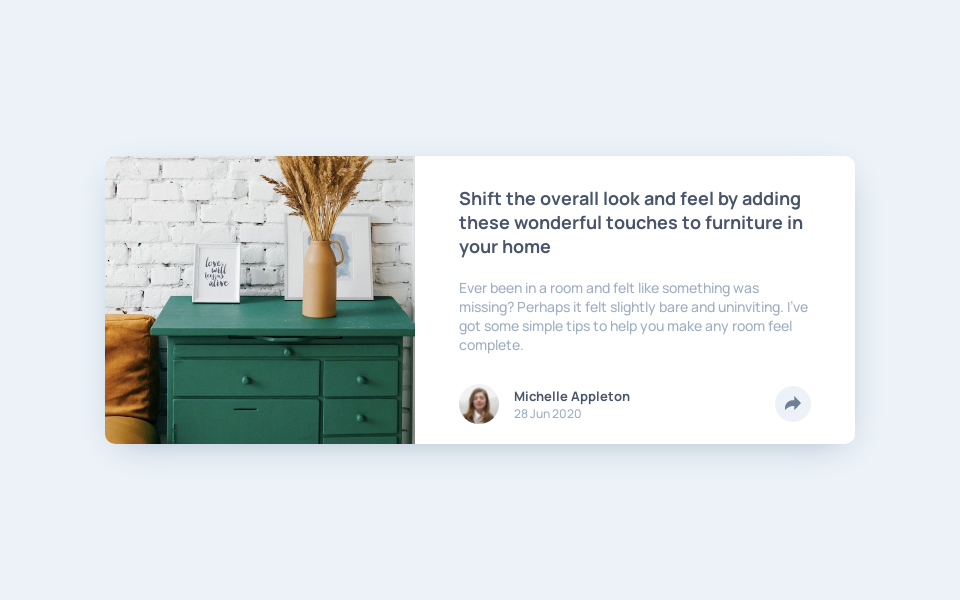 love
will
keep us
alive
Shift the overall look and feel by adding
these wonderful touches to furniture in
your home
Ever been in a room and felt like something was
missing? Perhaps it felt slightly bare and uninviting. I've
got some simple tips to help you make any room feel
complete.
Michelle Appleton
28 Jun 2020